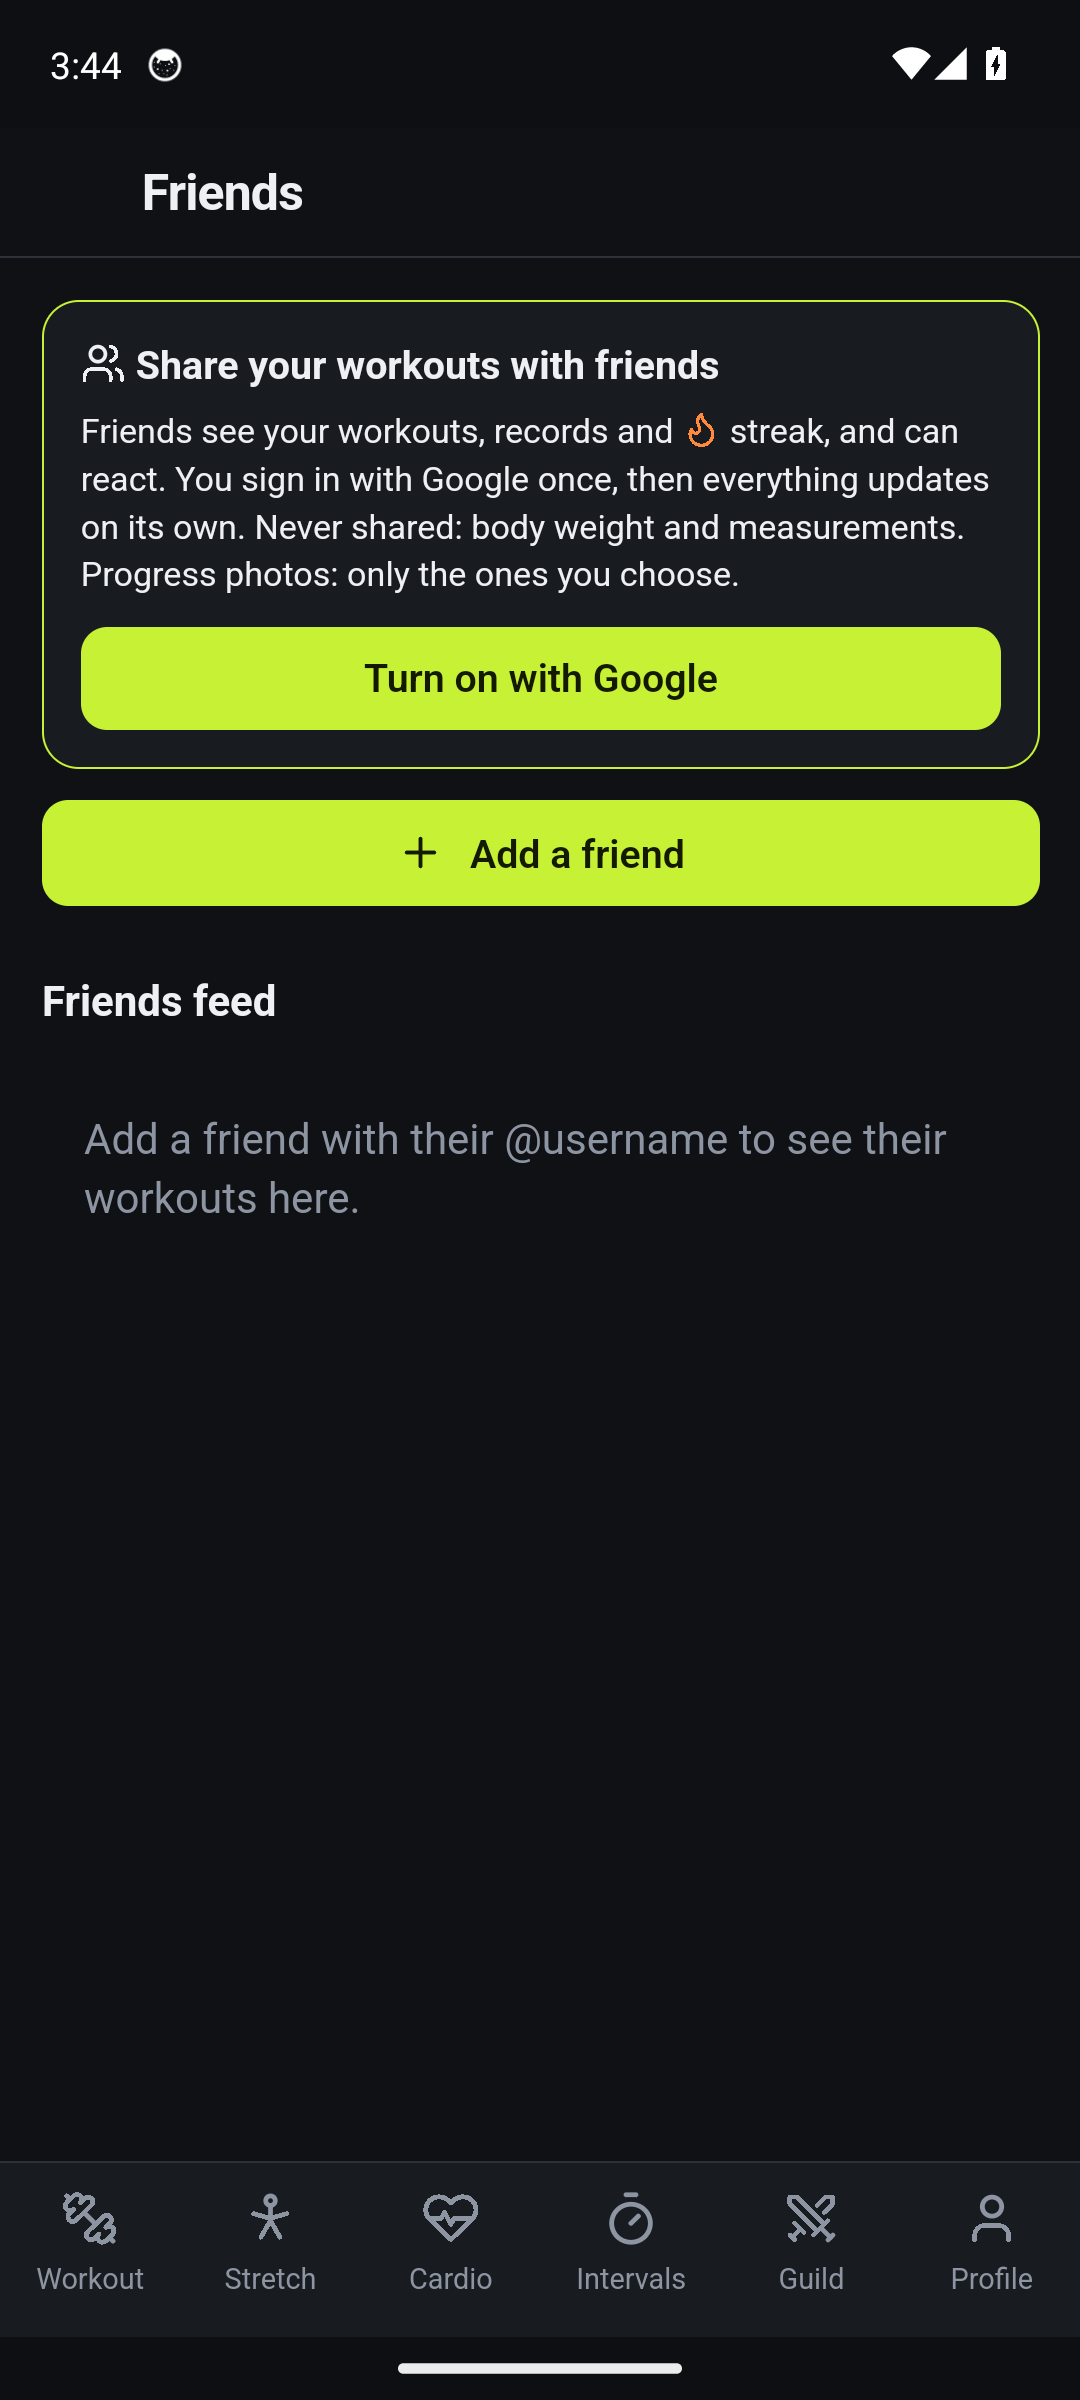 3:44
Friends
Share your workouts with friends
Friends see your workouts, records and streak, and can
react. You sign in with Google once, then everything updates
on its own. Never shared: body weight and measurements.
Progress photos: only the ones you choose.
Turn on with Google
+ Add a friend
Friends feed
Add a friend with their @username to see their
workouts here.
Workout Stretch Cardio Intervals Guild Profile